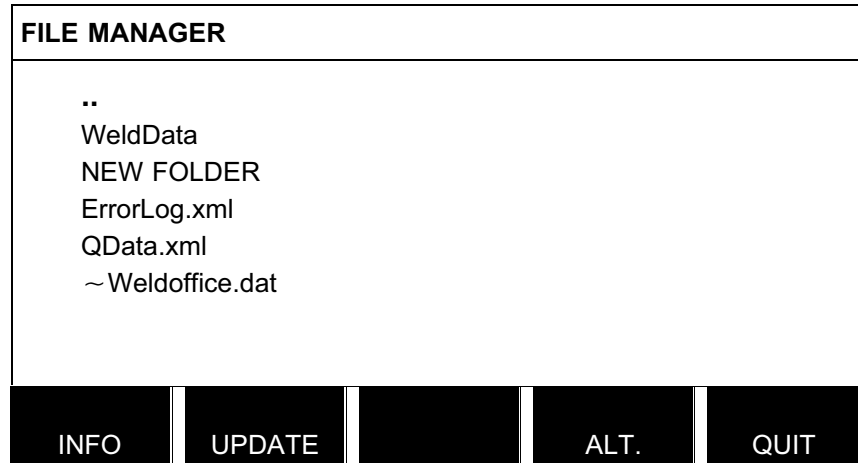 FILE MANAGER
..
WeldData
NEW FOLDER
ErrorLog.xml
QData.xml
~Weldoffice.dat
INFO UPDATE ALT. QUIT